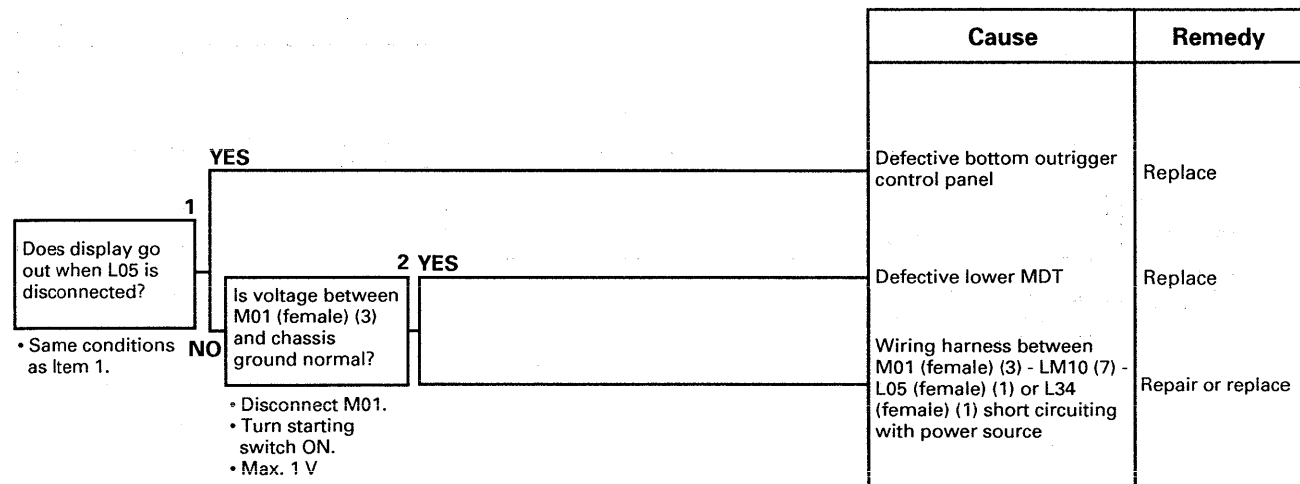 Cause
Remedy
YES
Defective bottom outrigger
control panel
Replace
1
Does display go
out when L05 is
disconnected?
• Same conditions
as Item 1.
NO
2 YES
Is voltage between
M01 (female) (3)
and chassis
ground normal?
• Disconnect M01.
• Turn starting
switch ON.
• Max. 1 V
Defective lower MDT
Replace
Wiring harness between
M01 (female) (3) - LM10 (7) -
L05 (female) (1) or L34
(female) (1) short circuiting
with power source
Repair or replace